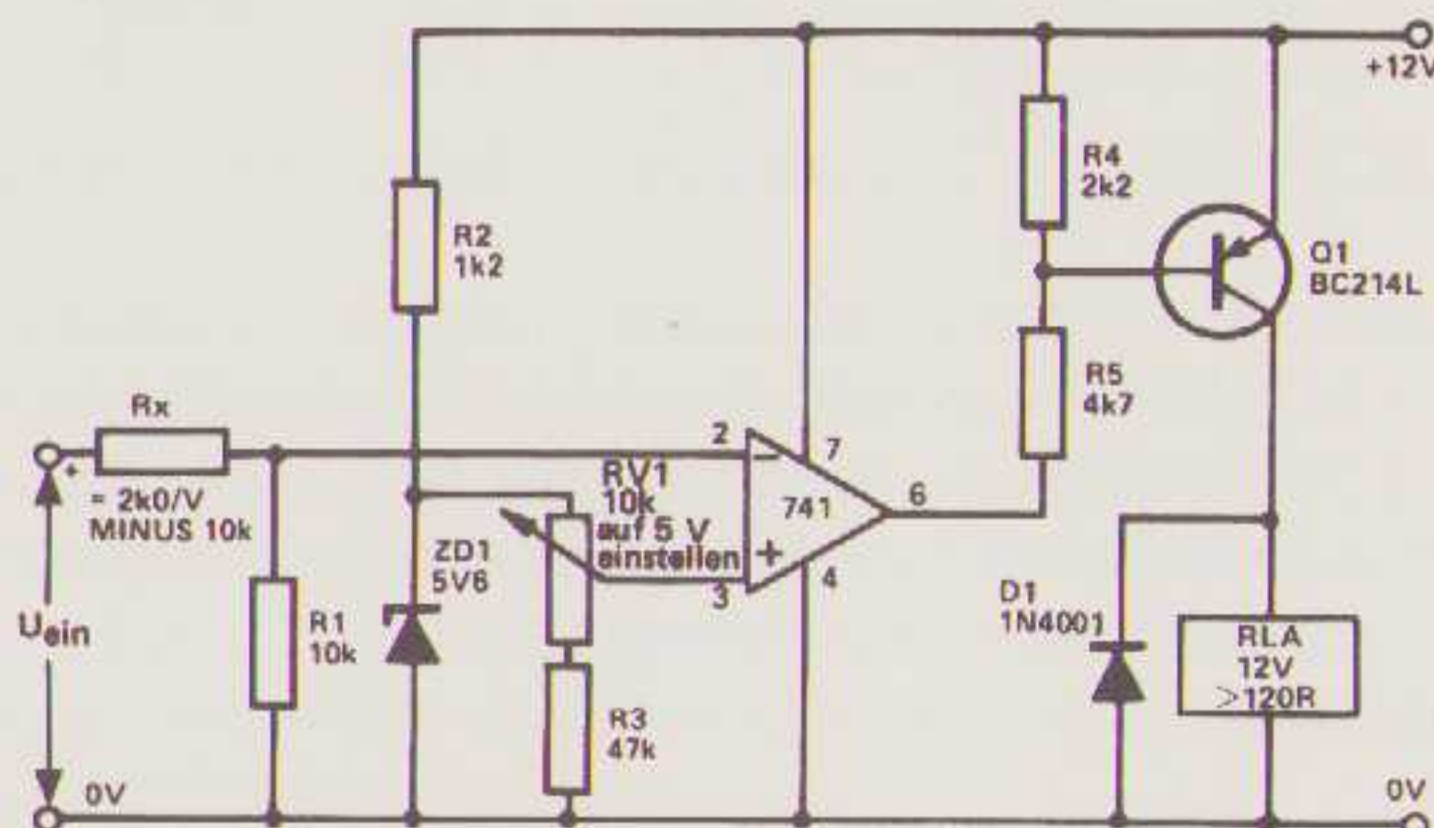 +12V
R4
2k2
R2
1k2
Q1
BC214L
R5
4k7
Rx
+
= 2k0/V
MINUS 10k
2
−
7
RV1
10k
auf 5 V
einstellen
741
6
+
3
4
ZD1
5V6
D1
1N4001
Uein
R1
10k
RLA
12V
>120R
R3
47k
0V
0V